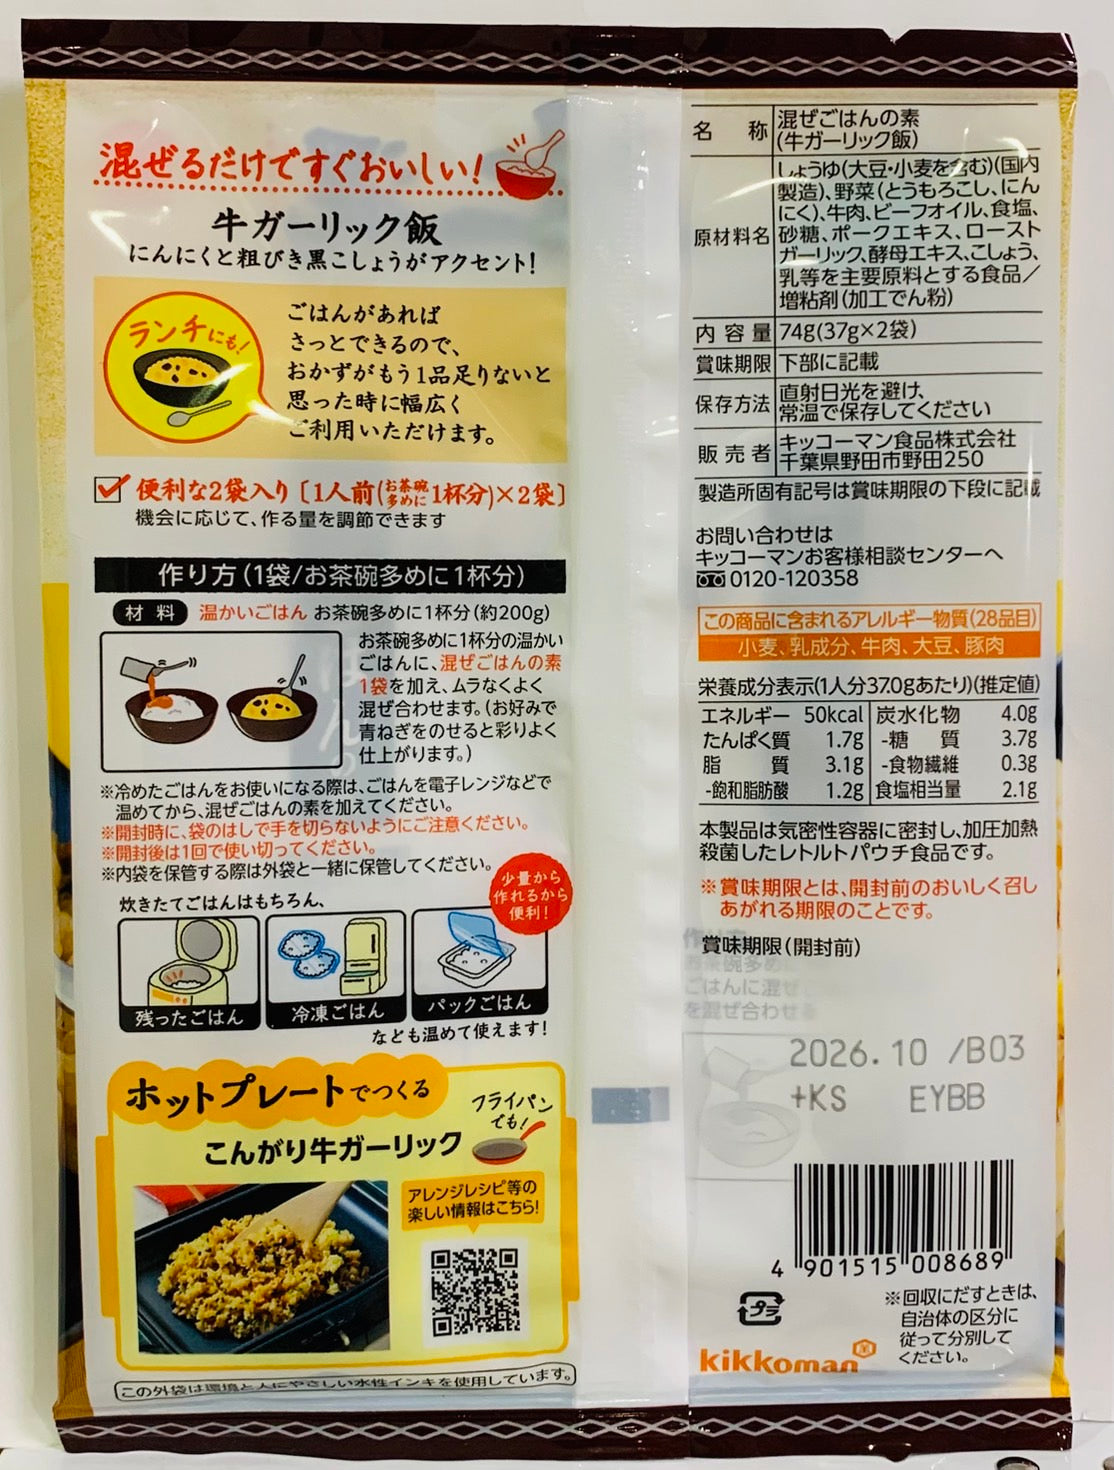 混ぜるだけですぐおいしい!
牛ガーリック飯
にんにくと粗びき黒こしょうがアクセント!
ランチにも!
ごはんがあれば
さっとできるので、
おかずがもう1品足りないと
思った時に幅広く
ご利用いただけます。
便利な2袋入り〔1人前(お茶碗多めに1杯分)×2袋〕
機会に応じて、作る量を調節できます
作り方(1袋/お茶碗多めに1杯分)
材料 温かいごはん お茶碗多めに1杯分(約200g)
お茶碗多めに1杯分の温かい
ごはんに、混ぜごはんの素
1袋を加え、ムラなくよく
混ぜ合わせます。(お好みで
青ねぎをのせると彩りよく
仕上がります。)
※冷めたごはんをお使いになる際は、ごはんを電子レンジなどで
温めてから、混ぜごはんの素を加えてください。
※開封時に、袋のはしで手を切らないようにご注意ください。
※開封後は1回で使い切ってください。
※内袋を保管する際は外袋と一緒に保管してください。
少量から
作れるから
便利!
炊きたてごはんはもちろん、
残ったごはん
冷凍ごはん
パックごはん
なども温めて使えます!
ホットプレートでつくる
こんがり牛ガーリック
フライパン
でも!
アレンジレシピ等の
楽しい情報はこちら!
この外袋は環境と人にやさしい水性インキを使用しています。
名称 混ぜごはんの素
(牛ガーリック飯)
原材料名 しょうゆ(大豆・小麦を含む)(国内
製造)、野菜(とうもろこし、にん
にく)、牛肉、ビーフオイル、食塩、
砂糖、ポークエキス、ロースト
ガーリック、酵母エキス、こしょう、
乳等を主要原料とする食品/
増粘剤(加工でん粉)
内容量 74g(37g×2袋)
賞味期限 下部に記載
保存方法 直射日光を避け、
常温で保存してください
販売者 キッコーマン食品株式会社
千葉県野田市野田250
製造所固有記号は賞味期限の下段に記載
お問い合わせは
キッコーマンお客様相談センターへ
0120-120358
この商品に含まれるアレルギー物質(28品目)
小麦、乳成分、牛肉、大豆、豚肉
栄養成分表示(1人分37.0gあたり)(推定値)
エネルギー 50kcal 炭水化物 4.0g
たんぱく質 1.7g -糖質 3.7g
脂質 3.1g -食物繊維 0.3g
-飽和脂肪酸 1.2g 食塩相当量 2.1g
本製品は気密性容器に密封し、加圧加熱
殺菌したレトルトパウチ食品です。
※賞味期限とは、開封前のおいしく召し
あがれる期限のことです。
賞味期限(開封前)
2026.10 /B03
+KS EYBB
4 901515 008689
プラ
※回収にだすときは、
自治体の区分に
従って分別して
ください。
kikkoman